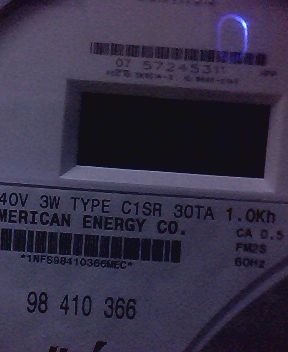 07 572453
40V 3W TYPE C1SR 30TA 1.0Kh
MERICAN ENERGY CO.
CA 0.5
FM2S
60Hz
*1NFS98410366MEC*
98 410 366